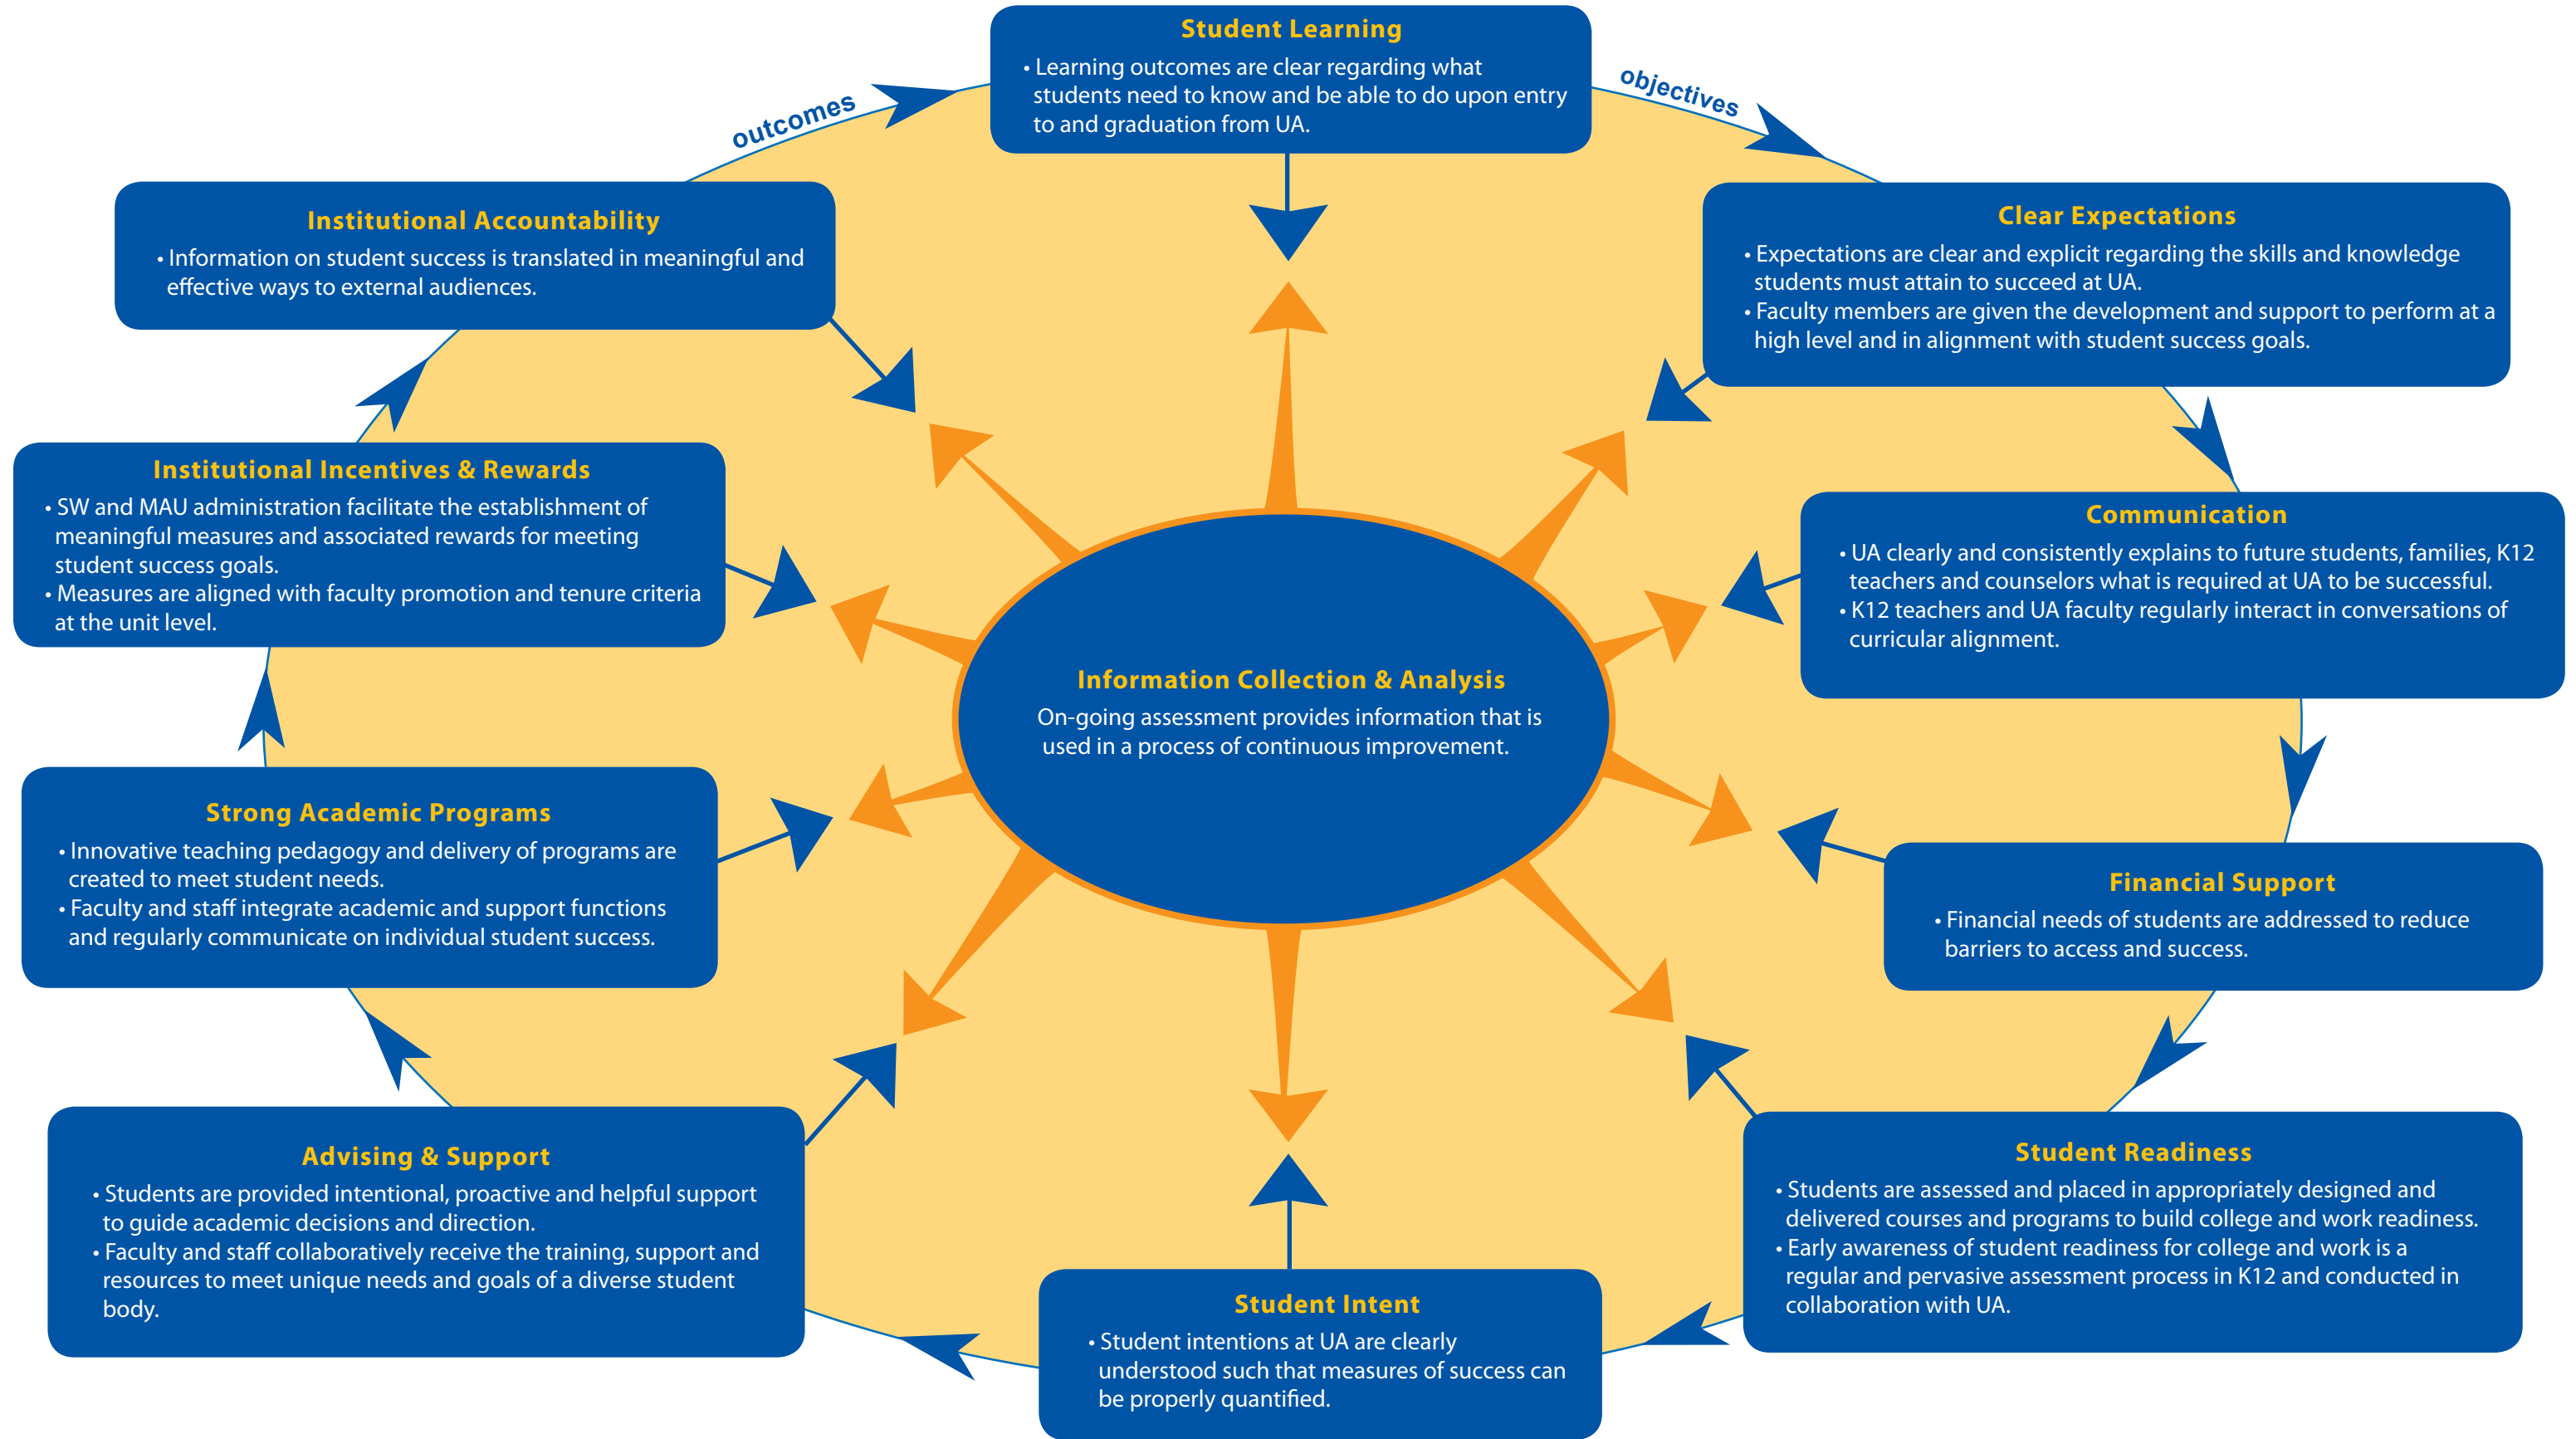 Student Learning
• Learning outcomes are clear regarding what
students need to know and be able to do upon entry
to and graduation from UA.
outcomes
objectives
Institutional Accountability
• Information on student success is translated in meaningful and
effective ways to external audiences.
Clear Expectations
• Expectations are clear and explicit regarding the skills and knowledge
students must attain to succeed at UA.
• Faculty members are given the development and support to perform at a
high level and in alignment with student success goals.
Institutional Incentives & Rewards
• SW and MAU administration facilitate the establishment of
meaningful measures and associated rewards for meeting
student success goals.
• Measures are aligned with faculty promotion and tenure criteria
at the unit level.
Communication
• UA clearly and consistently explains to future students, families, K12
teachers and counselors what is required at UA to be successful.
• K12 teachers and UA faculty regularly interact in conversations of
curricular alignment.
Information Collection & Analysis
On-going assessment provides information that is
used in a process of continuous improvement.
Strong Academic Programs
• Innovative teaching pedagogy and delivery of programs are
created to meet student needs.
• Faculty and staff integrate academic and support functions
and regularly communicate on individual student success.
Financial Support
• Financial needs of students are addressed to reduce
barriers to access and success.
Advising & Support
• Students are provided intentional, proactive and helpful support
to guide academic decisions and direction.
• Faculty and staff collaboratively receive the training, support and
resources to meet unique needs and goals of a diverse student
body.
Student Readiness
• Students are assessed and placed in appropriately designed and
delivered courses and programs to build college and work readiness.
• Early awareness of student readiness for college and work is a
regular and pervasive assessment process in K12 and conducted in
collaboration with UA.
Student Intent
• Student intentions at UA are clearly
understood such that measures of success can
be properly quantified.